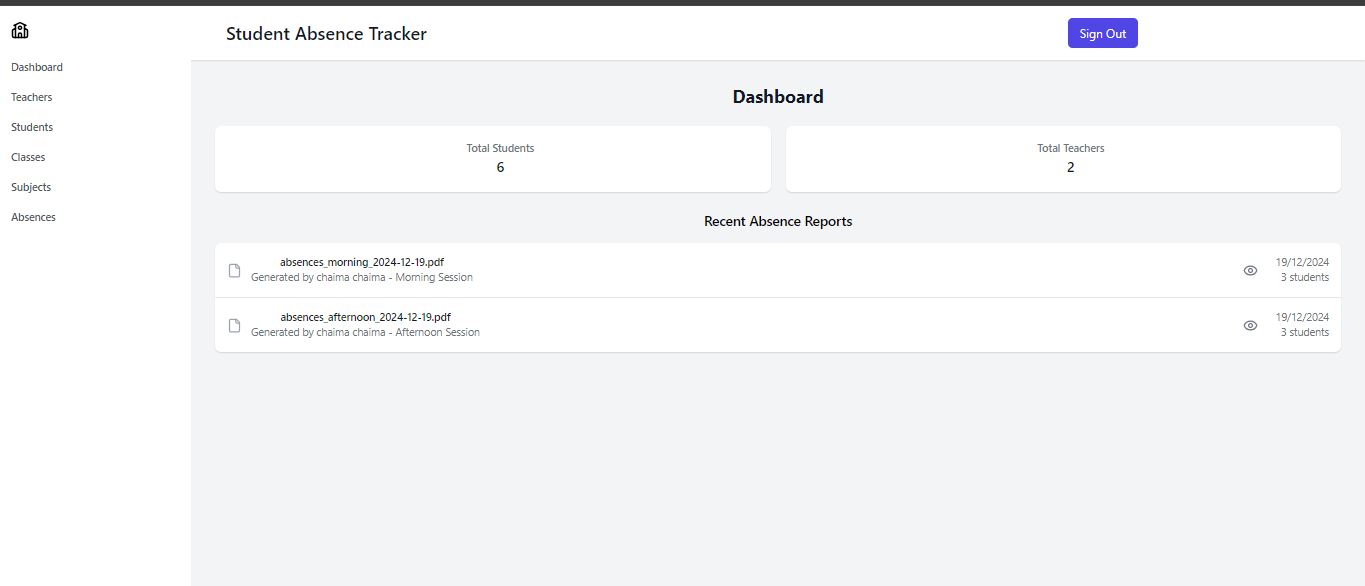 Student Absence Tracker
Sign Out
Dashboard
Teachers
Students
Classes
Subjects
Absences
Dashboard
Total Students
6
Total Teachers
2
Recent Absence Reports
absences_morning_2024-12-19.pdf
Generated by chaima chaima - Morning Session
19/12/2024
3 students
absences_afternoon_2024-12-19.pdf
Generated by chaima chaima - Afternoon Session
19/12/2024
3 students